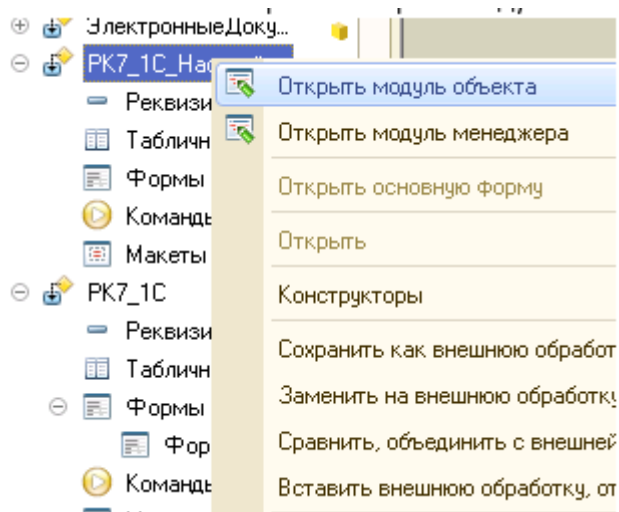 ЭлектронныеДоку...
РК7_1С_На
Реквизи
Табличн
Формы
Команды
Макеты
РК7_1С
Реквизи
Табличн
Формы
Фор
Команды
Открыть модуль объекта
Открыть модуль менеджера
Открыть основную форму
Открыть
Конструкторы
Сохранить как внешнюю обработ
Заменить на внешнюю обработку
Сравнить, объединить с внешней
Вставить внешнюю обработку, от